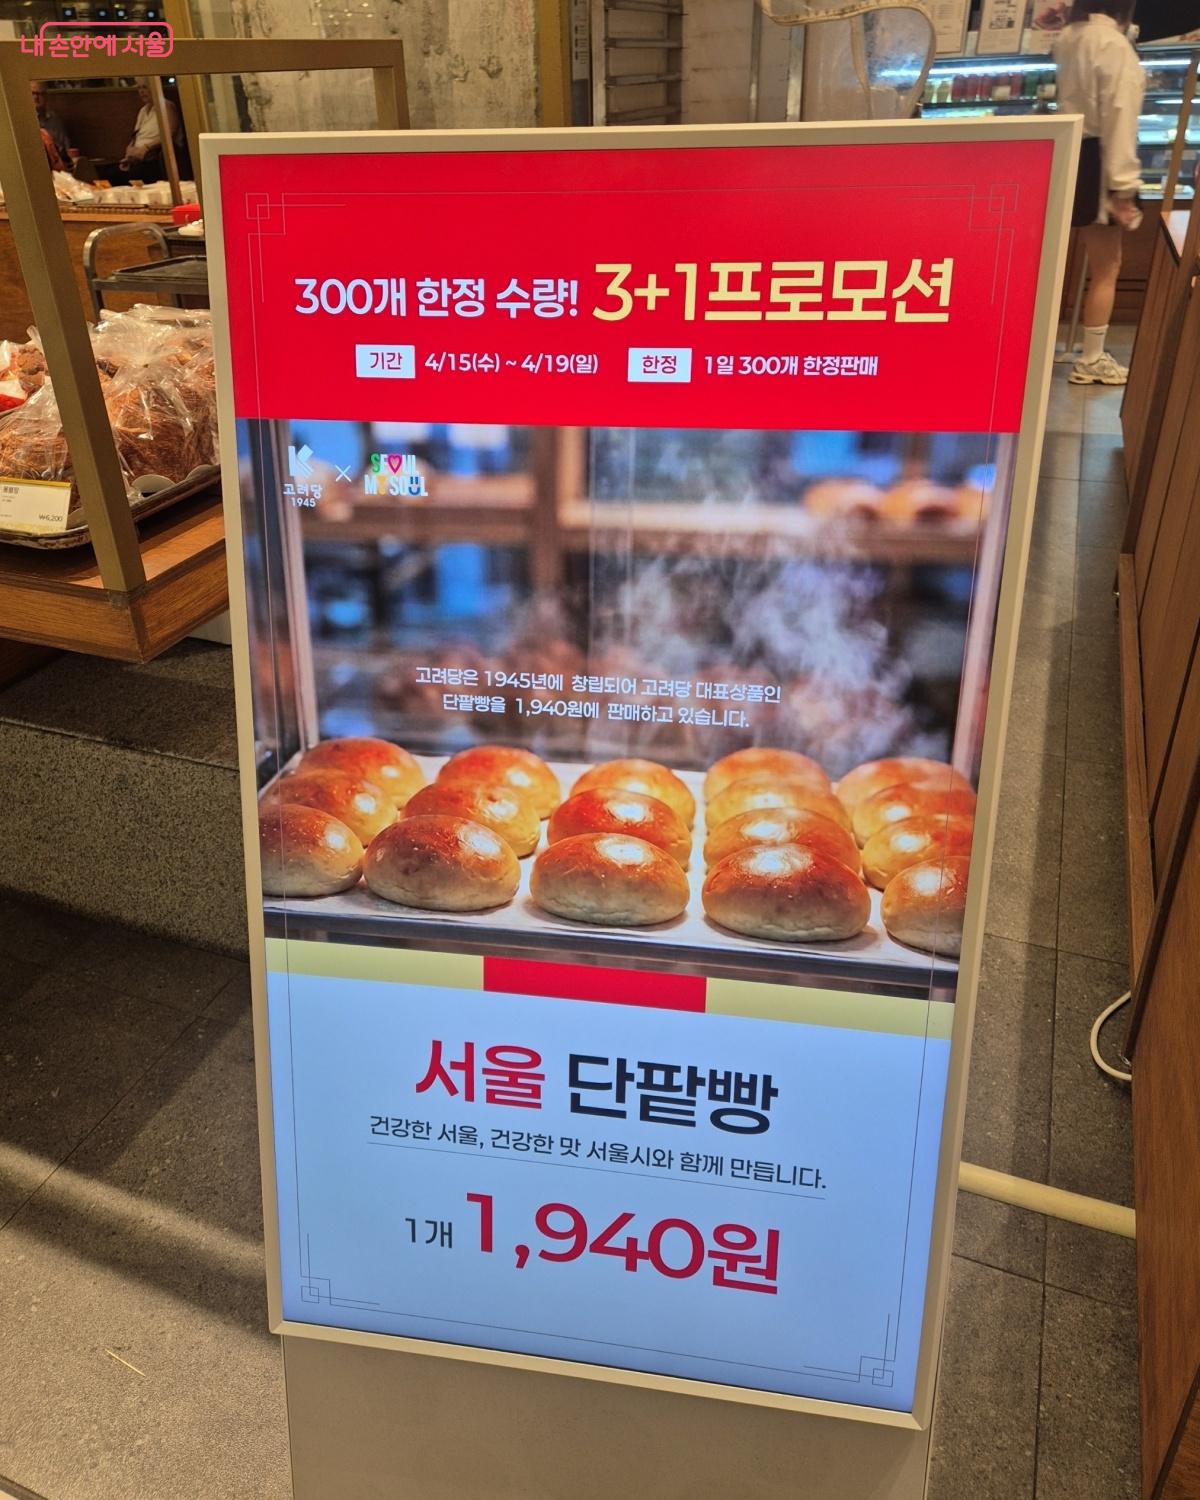 내 손안에 서울
300개 한정 수량! 3+1프로모션
기간 4/15(수) ~ 4/19(일) 한정 1일 300개 한정판매
고려당 1945 × SEOUL MY SOUL
고려당은 1945년에 창립되어 고려당 대표상품인
단팥빵을 1,940원에 판매하고 있습니다.
₩6,200
서울 단팥빵
건강한 서울, 건강한 맛 서울시와 함께 만듭니다.
1개 1,940원